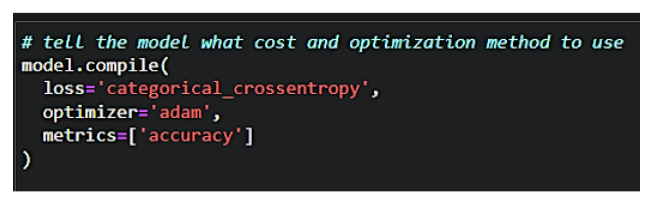 # tell the model what cost and optimization method to use
model.compile(
  loss='categorical_crossentropy',
  optimizer='adam',
  metrics=['accuracy']
)